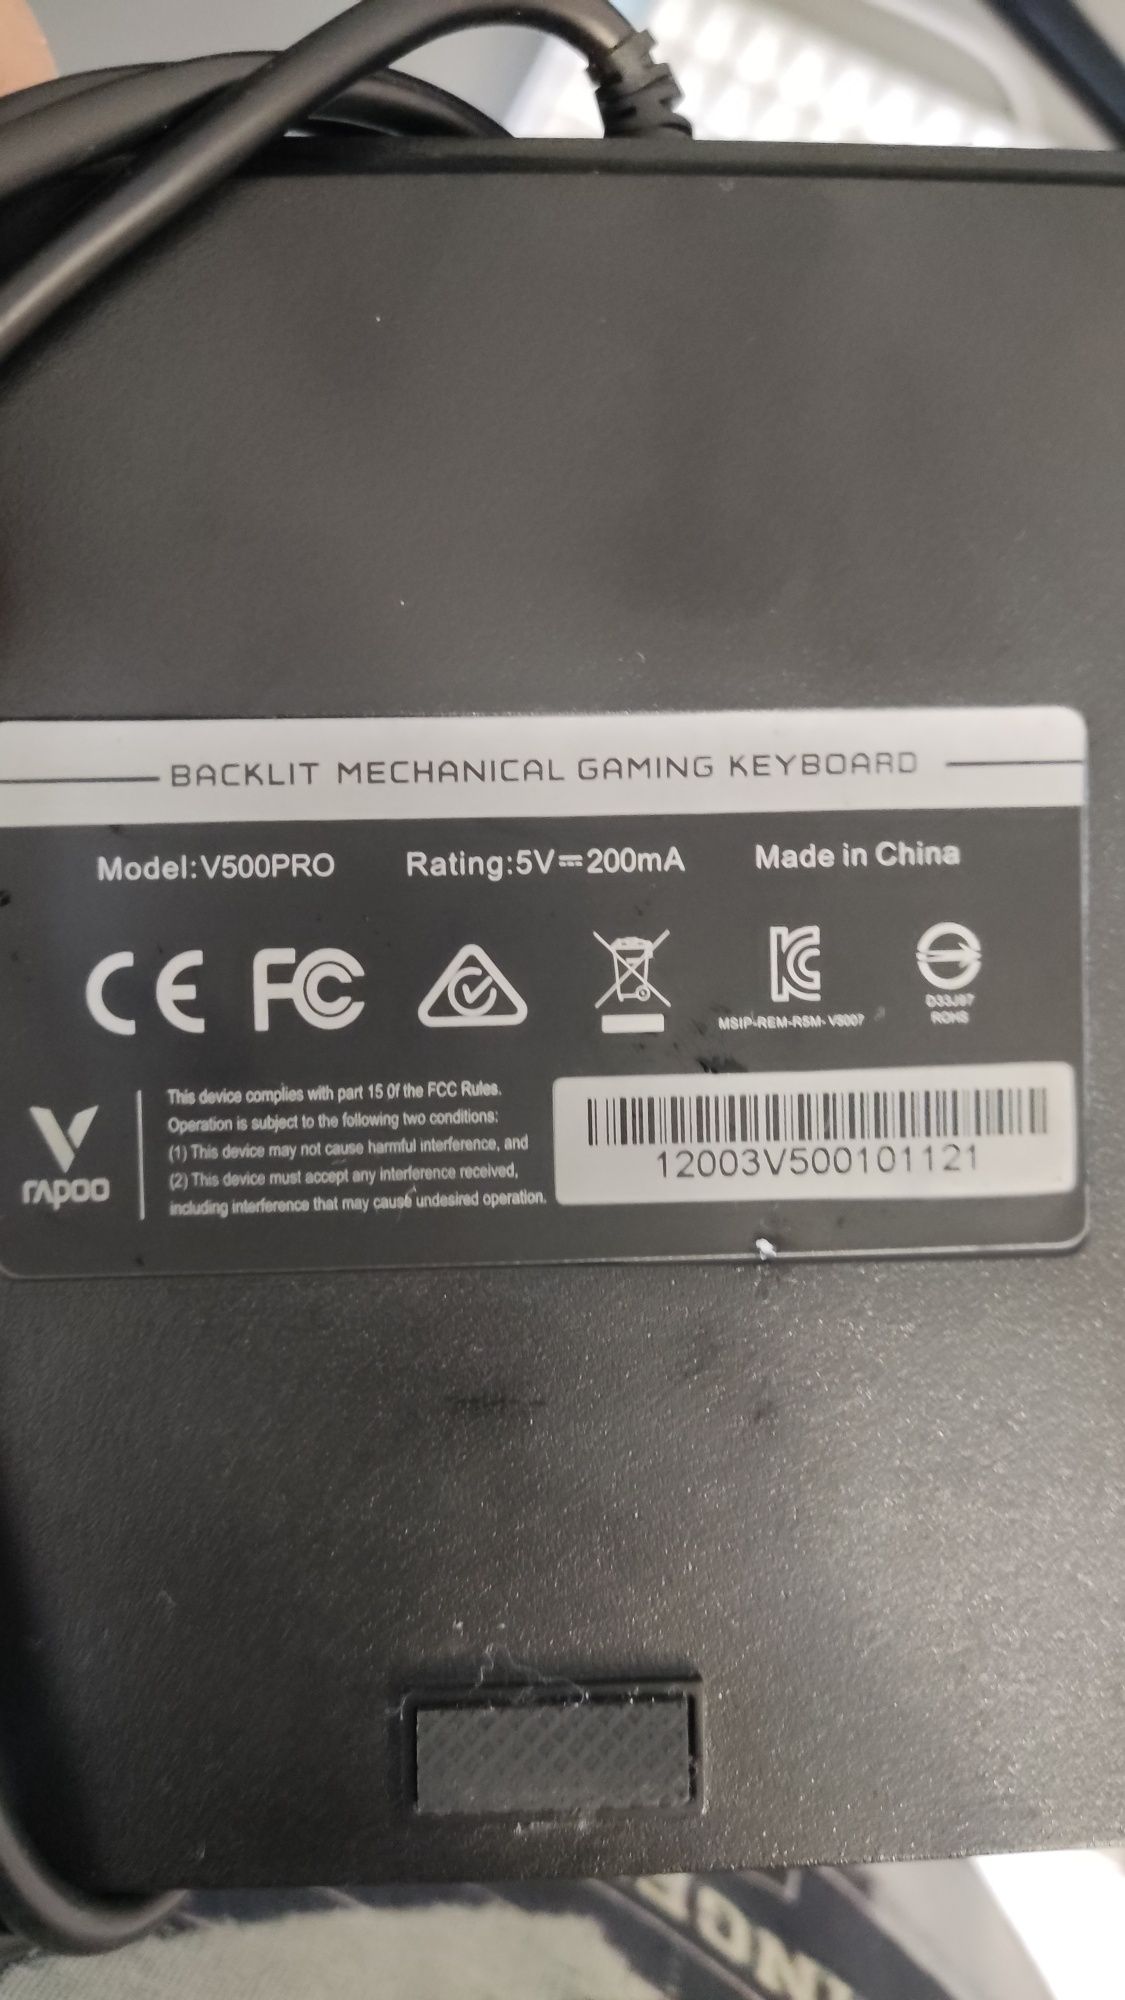 BACKLIT MECHANICAL GAMING KEYBOARD
Model:V500PRO Rating:5V⎓200mA Made in China
CE FC
MSIP-REM-RSM-V5007
D33J97
ROHS
This device complies with part 15 0f the FCC Rules.
Operation is subject to the following two conditions:
(1) This device may not cause harmful interference, and
(2) This device must accept any interference received,
including interference that may cause undesired operation.
rapoo
12003V500101121